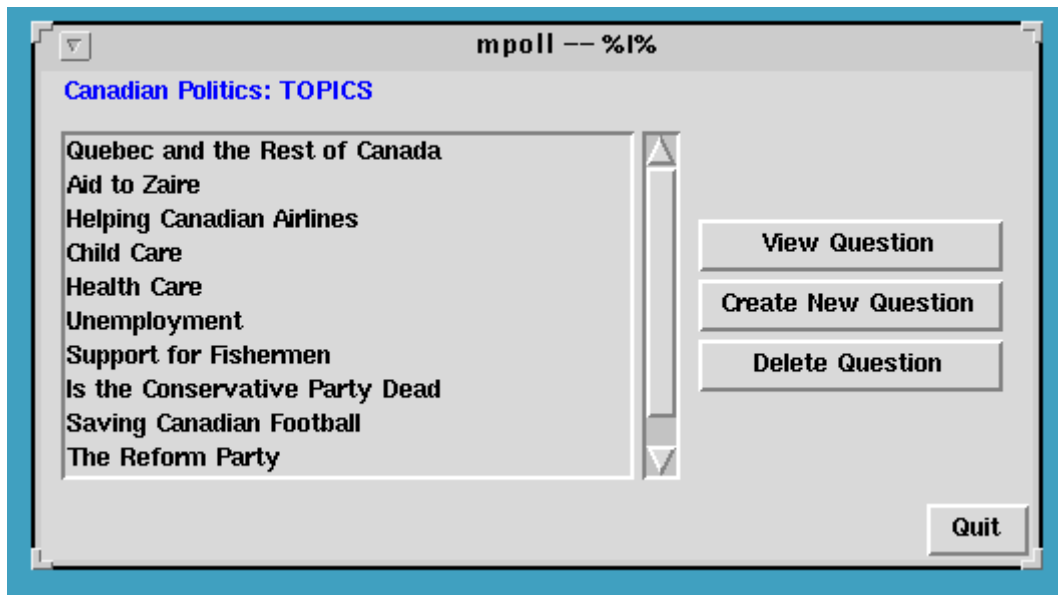 mpoll -- %I%
Canadian Politics: TOPICS
Quebec and the Rest of Canada
Aid to Zaire
Helping Canadian Airlines
Child Care
Health Care
Unemployment
Support for Fishermen
Is the Conservative Party Dead
Saving Canadian Football
The Reform Party
View Question
Create New Question
Delete Question
Quit